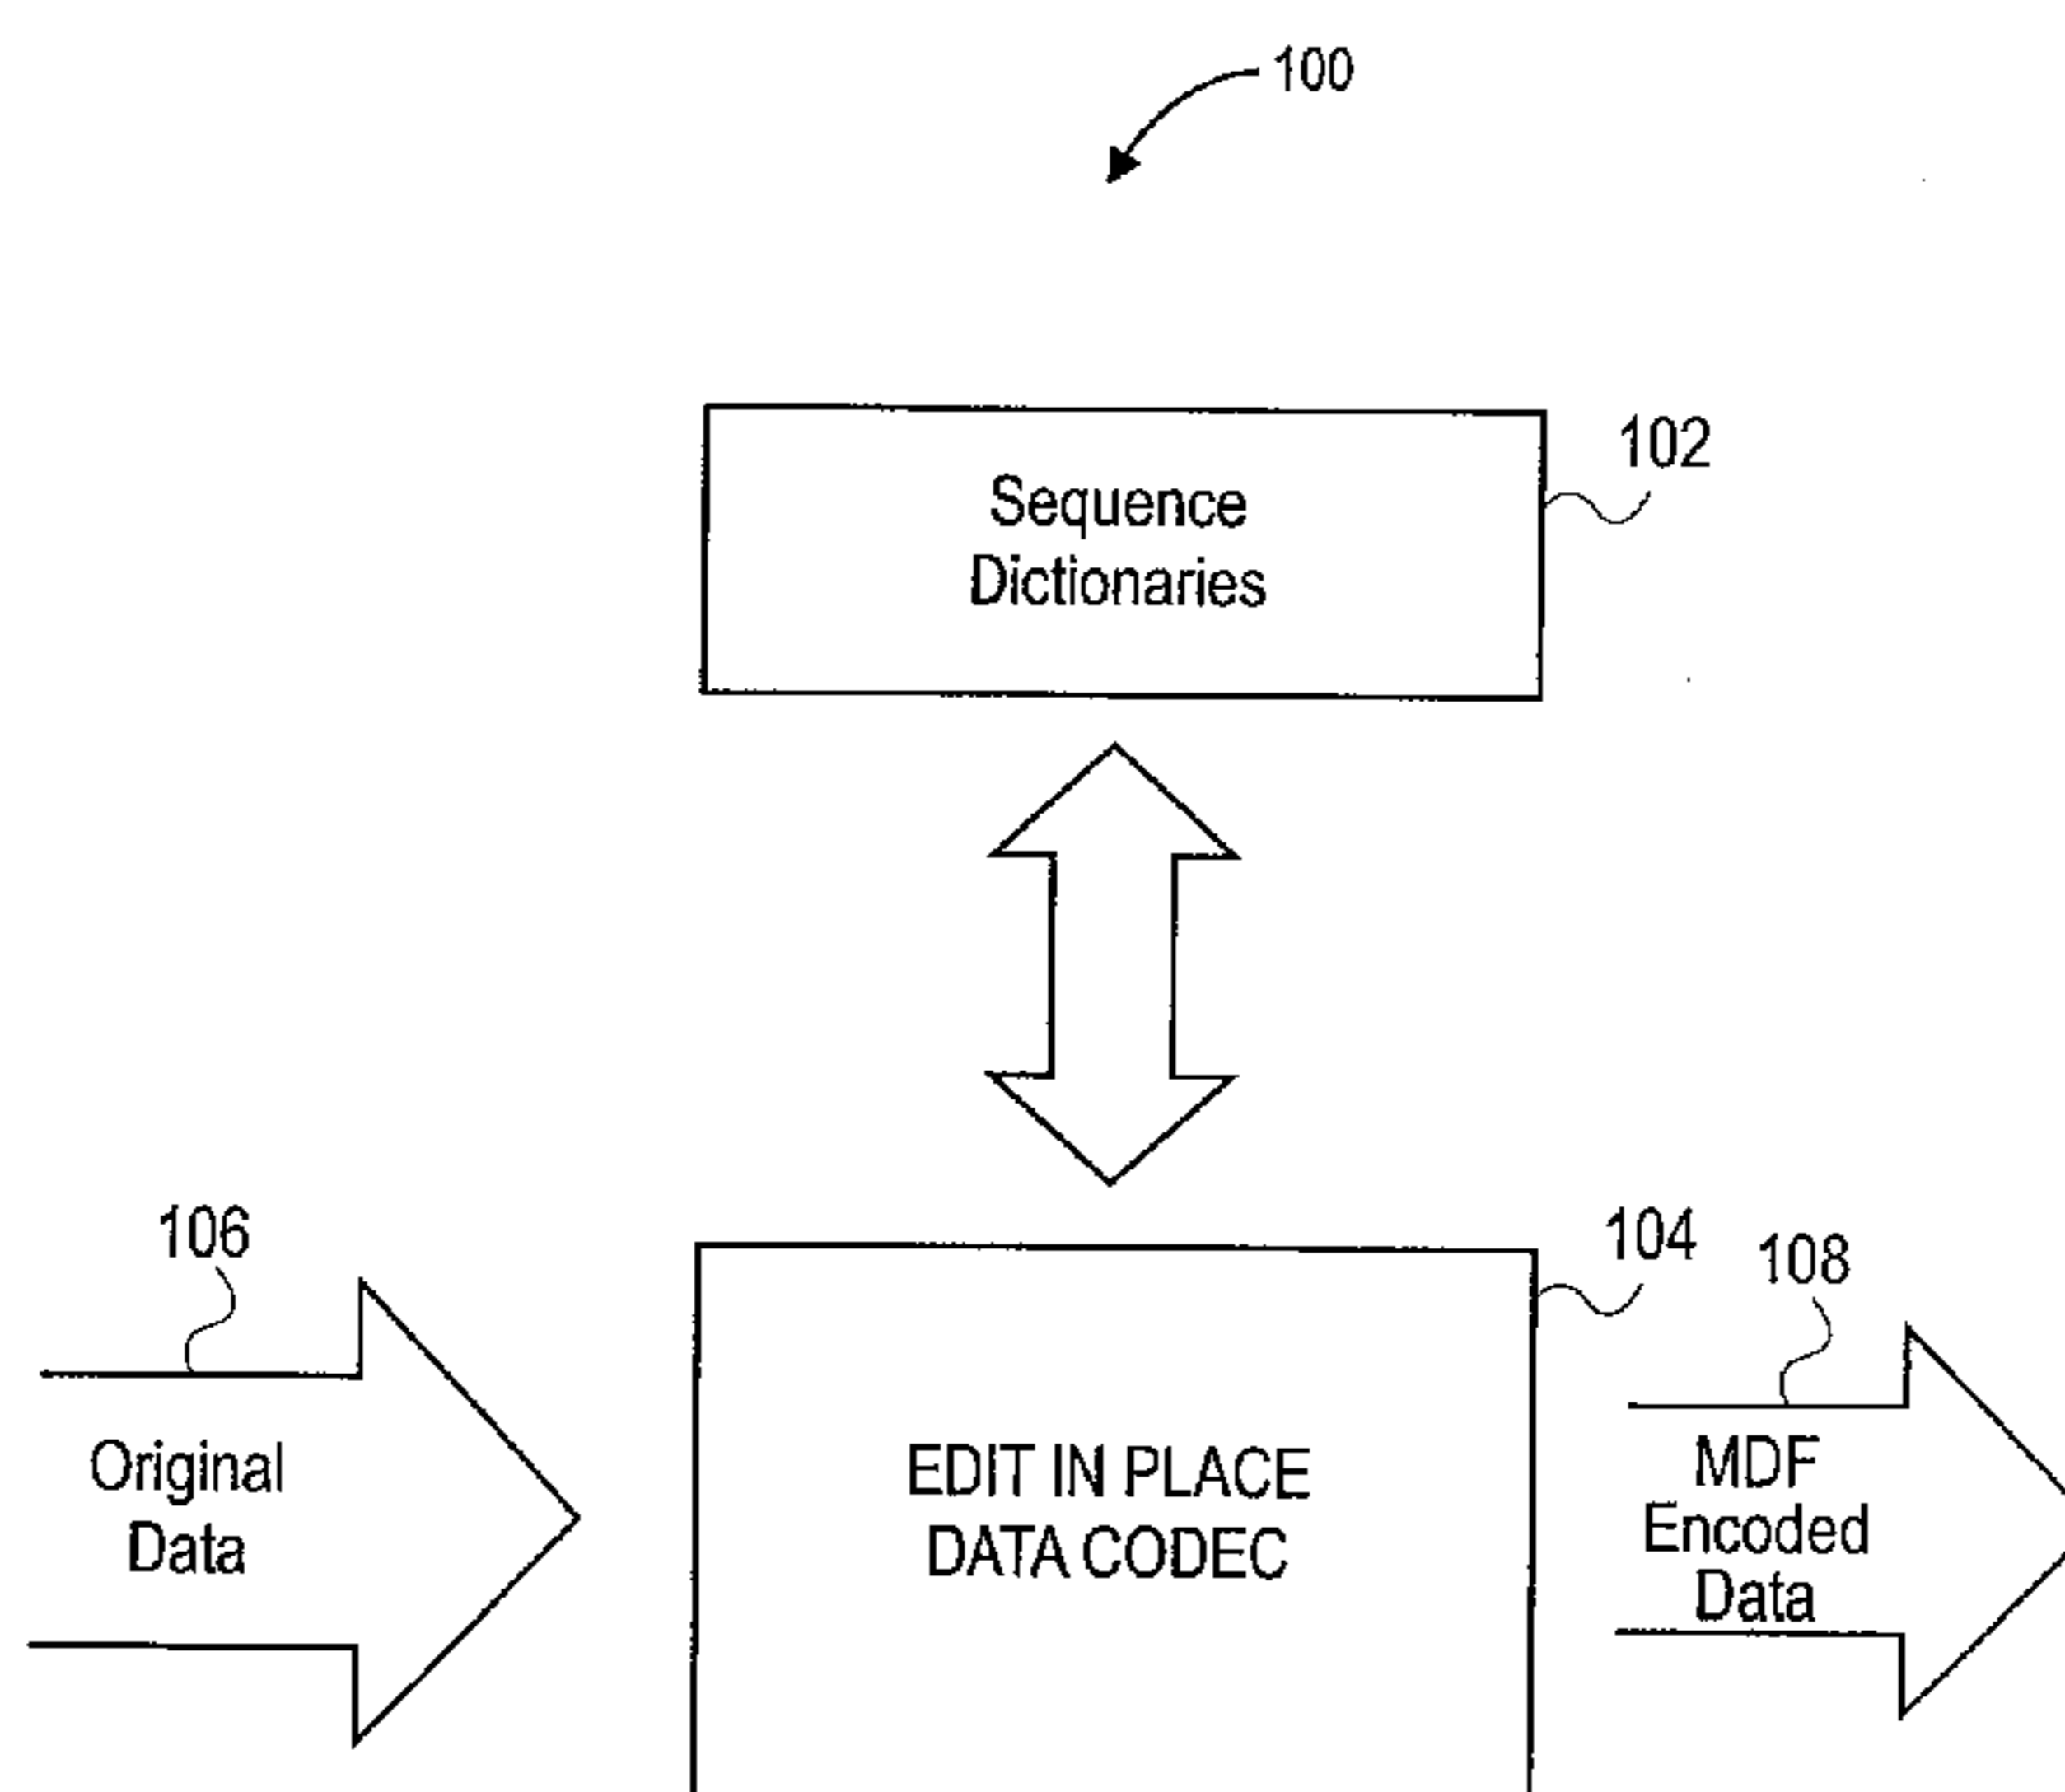 100
102
Sequence
Dictionaries
106
104
108
Original
Data
EDIT IN PLACE
DATA CODEC
MDF
Encoded
Data